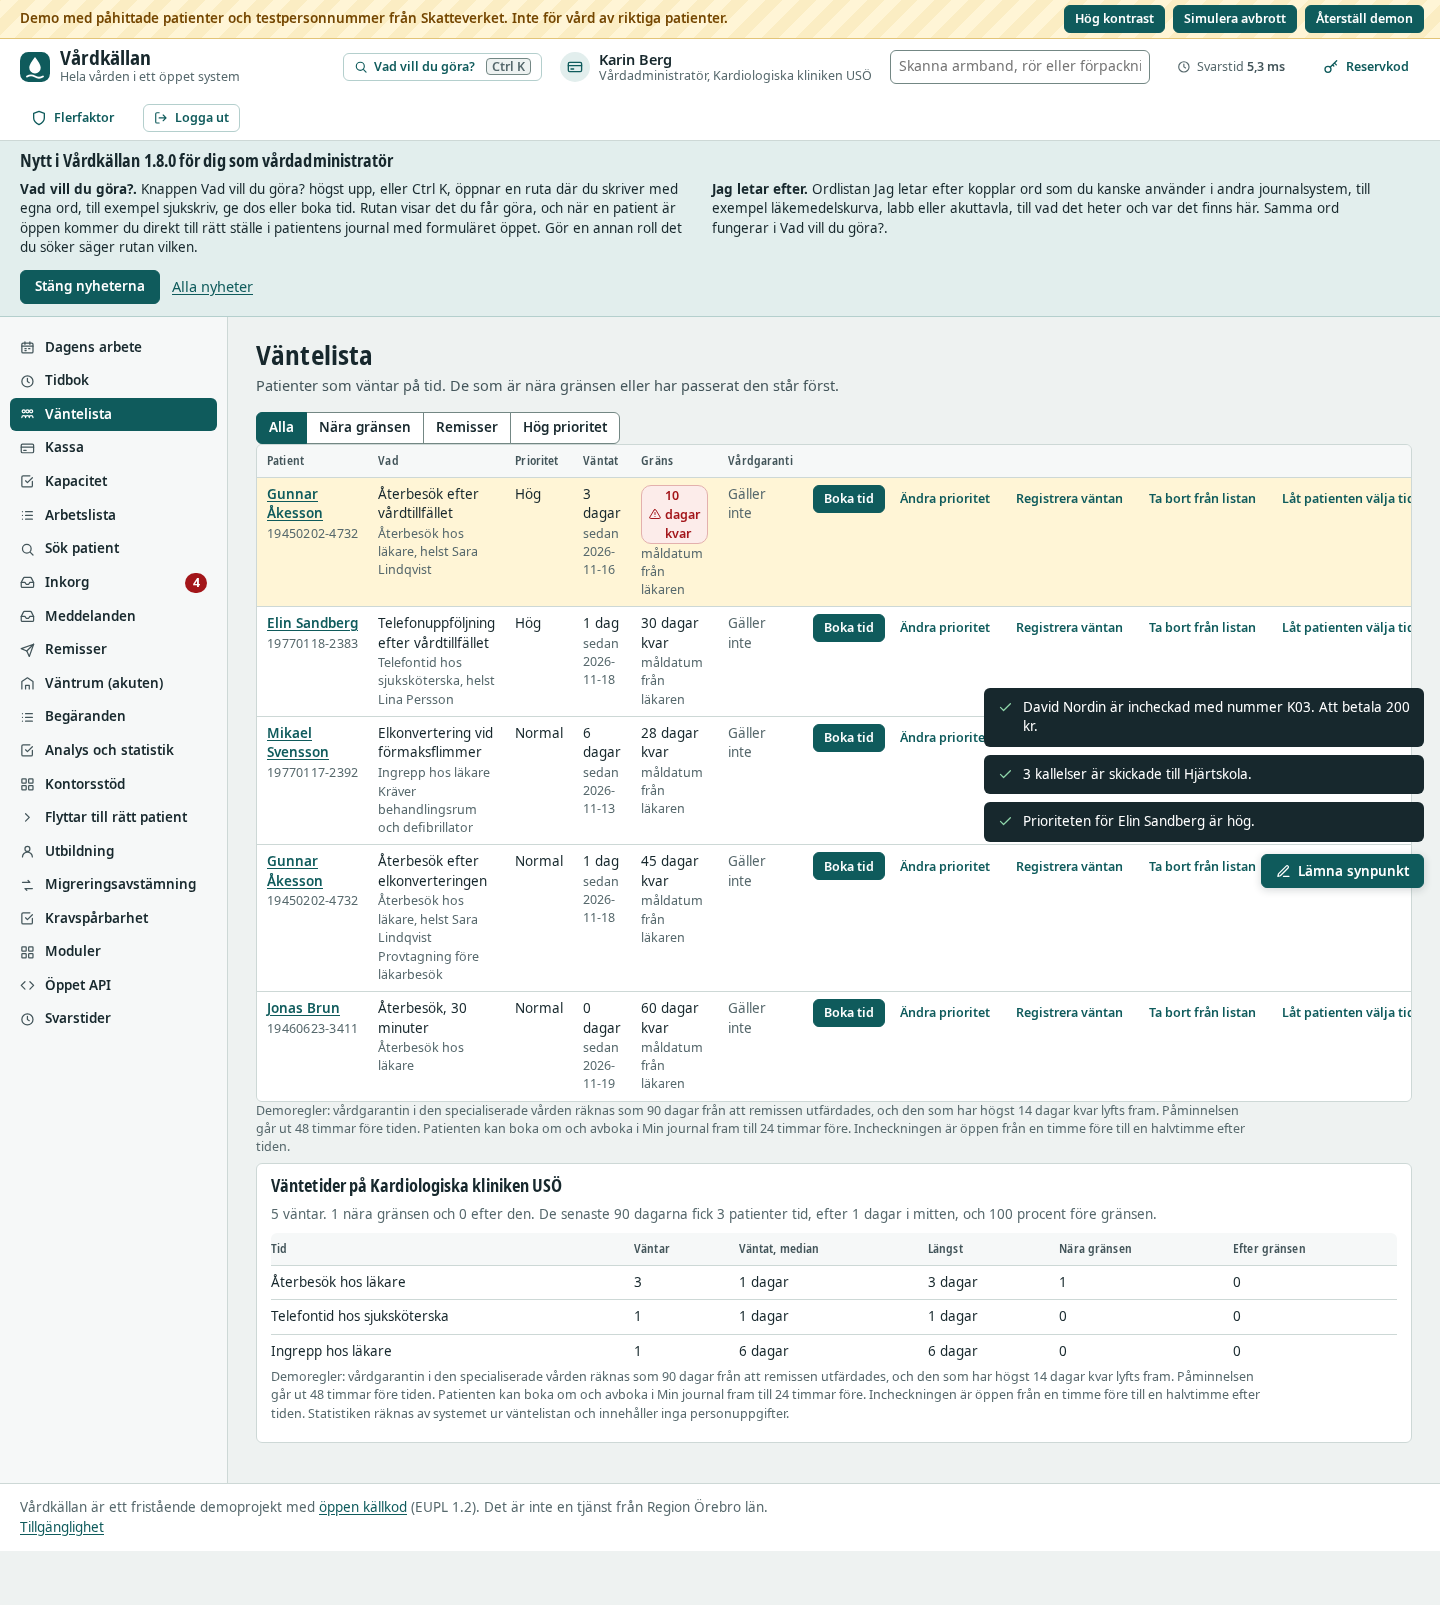 Demo med påhittade patienter och testpersonnummer från Skatteverket. Inte för vård av riktiga patienter.
Hög kontrast
Simulera avbrott
Återställ demon
Vårdkällan
Hela vården i ett öppet system
Vad vill du göra? Ctrl K
Karin Berg
Vårdadministratör, Kardiologiska kliniken USÖ
Skanna armband, rör eller förpackni
Svarstid 5,3 ms
Reservkod
Flerfaktor
Logga ut
Nytt i Vårdkällan 1.8.0 för dig som vårdadministratör
Vad vill du göra?. Knappen Vad vill du göra? högst upp, eller Ctrl K, öppnar en ruta där du skriver med
egna ord, till exempel sjukskriv, ge dos eller boka tid. Rutan visar det du får göra, och när en patient är
öppen kommer du direkt till rätt ställe i patientens journal med formuläret öppet. Gör en annan roll det
du söker säger rutan vilken.
Jag letar efter. Ordlistan Jag letar efter kopplar ord som du kanske använder i andra journalsystem, till
exempel läkemedelskurva, labb eller akuttavla, till vad det heter och var det finns här. Samma ord
fungerar i Vad vill du göra?.
Stäng nyheterna
Alla nyheter
Dagens arbete
Tidbok
Väntelista
Kassa
Kapacitet
Arbetslista
Sök patient
Inkorg 4
Meddelanden
Remisser
Väntrum (akuten)
Begäranden
Analys och statistik
Kontorsstöd
Flyttar till rätt patient
Utbildning
Migreringsavstämning
Kravspårbarhet
Moduler
Öppet API
Svarstider
Väntelista
Patienter som väntar på tid. De som är nära gränsen eller har passerat den står först.
Alla
Nära gränsen
Remisser
Hög prioritet
Patient Vad Prioritet Väntat Gräns Vårdgaranti
Gunnar
Åkesson
19450202-4732
Återbesök efter
vårdtillfället
Återbesök hos
läkare, helst Sara
Lindqvist
Hög
3
dagar
sedan
2026-
11-16
10
dagar
kvar
måldatum
från
läkaren
Gäller
inte
Boka tid Ändra prioritet Registrera väntan Ta bort från listan Låt patienten välja tid
Elin Sandberg
19770118-2383
Telefonuppföljning
efter vårdtillfället
Telefontid hos
sjuksköterska, helst
Lina Persson
Hög
1 dag
sedan
2026-
11-18
30 dagar
kvar
måldatum
från
läkaren
Gäller
inte
Boka tid Ändra prioritet Registrera väntan Ta bort från listan Låt patienten välja tid
Mikael
Svensson
19770117-2392
Elkonvertering vid
förmaksflimmer
Ingrepp hos läkare
Kräver
behandlingsrum
och defibrillator
Normal
6
dagar
sedan
2026-
11-13
28 dagar
kvar
måldatum
från
läkaren
Gäller
inte
Boka tid Ändra priorite
David Nordin är incheckad med nummer K03. Att betala 200
kr.
3 kallelser är skickade till Hjärtskola.
Prioriteten för Elin Sandberg är hög.
Gunnar
Åkesson
19450202-4732
Återbesök efter
elkonverteringen
Återbesök hos
läkare, helst Sara
Lindqvist
Provtagning före
läkarbesök
Normal
1 dag
sedan
2026-
11-18
45 dagar
kvar
måldatum
från
läkaren
Gäller
inte
Boka tid Ändra prioritet Registrera väntan Ta bort från listan
Lämna synpunkt
Jonas Brun
19460623-3411
Återbesök, 30
minuter
Återbesök hos
läkare
Normal
0
dagar
sedan
2026-
11-19
60 dagar
kvar
måldatum
från
läkaren
Gäller
inte
Boka tid Ändra prioritet Registrera väntan Ta bort från listan Låt patienten välja tid
Demoregler: vårdgarantin i den specialiserade vården räknas som 90 dagar från att remissen utfärdades, och den som har högst 14 dagar kvar lyfts fram. Påminnelsen
går ut 48 timmar före tiden. Patienten kan boka om och avboka i Min journal fram till 24 timmar före. Incheckningen är öppen från en timme före till en halvtimme efter
tiden.
Väntetider på Kardiologiska kliniken USÖ
5 väntar. 1 nära gränsen och 0 efter den. De senaste 90 dagarna fick 3 patienter tid, efter 1 dagar i mitten, och 100 procent före gränsen.
Tid Väntar Väntat, median Längst Nära gränsen Efter gränsen
Återbesök hos läkare 3 1 dagar 3 dagar 1 0
Telefontid hos sjuksköterska 1 1 dagar 1 dagar 0 0
Ingrepp hos läkare 1 6 dagar 6 dagar 0 0
Demoregler: vårdgarantin i den specialiserade vården räknas som 90 dagar från att remissen utfärdades, och den som har högst 14 dagar kvar lyfts fram. Påminnelsen
går ut 48 timmar före tiden. Patienten kan boka om och avboka i Min journal fram till 24 timmar före. Incheckningen är öppen från en timme före till en halvtimme efter
tiden. Statistiken räknas av systemet ur väntelistan och innehåller inga personuppgifter.
Vårdkällan är ett fristående demoprojekt med öppen källkod (EUPL 1.2). Det är inte en tjänst från Region Örebro län.
Tillgänglighet